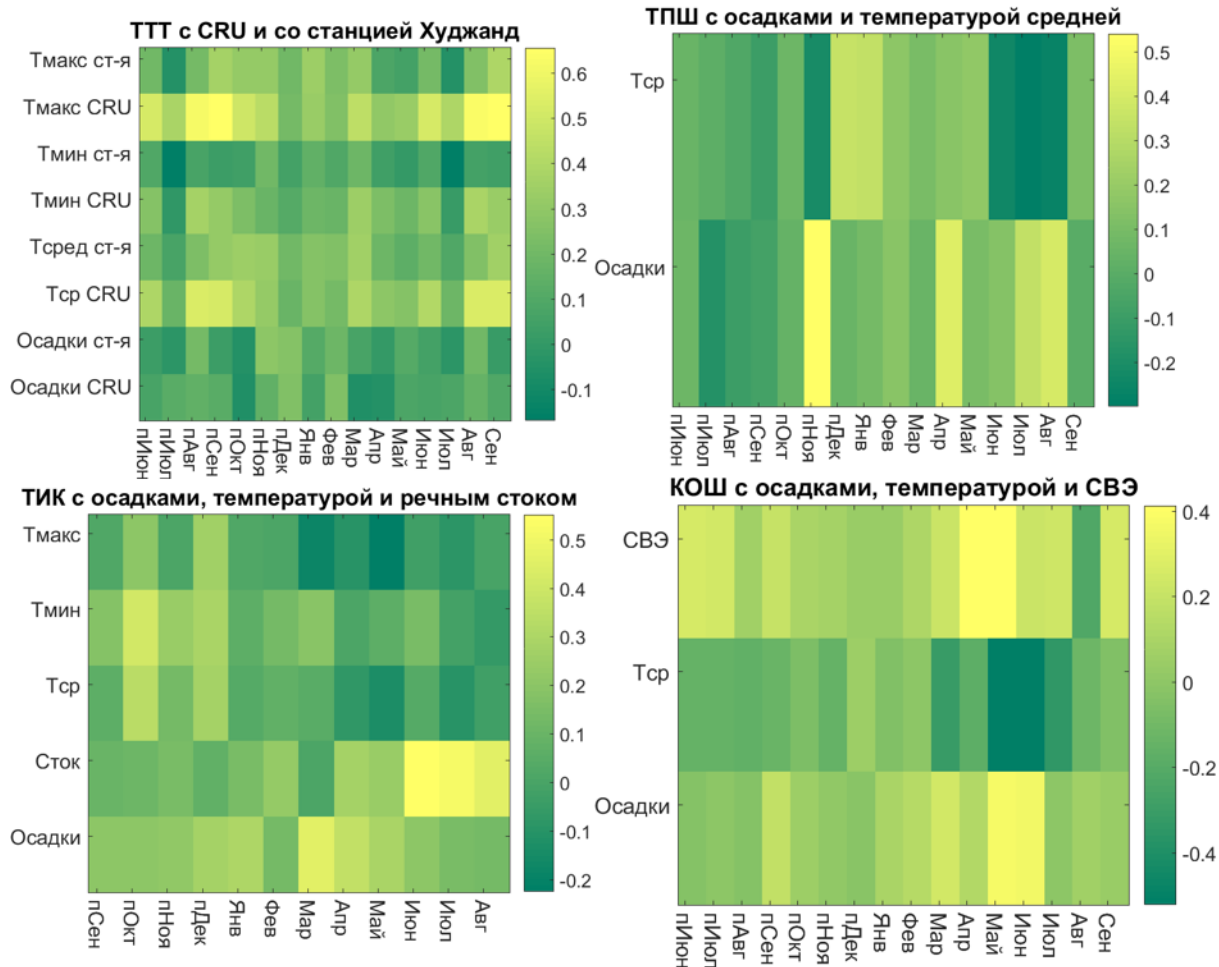 ТТТ с CRU и со станцией Худжанд
Тмакс ст-я
Тмакс CRU
Тмин ст-я
Тмин CRU
Тсред ст-я
Тср CRU
Осадки ст-я
Осадки CRU
пИюн
пИюл
пАвг
пСен
пОкт
пНоя
пДек
Янв
Фев
Мар
Апр
Май
Июн
Июл
Авг
Сен
0.6
0.5
0.4
0.3
0.2
0.1
0
-0.1
ТПШ с осадками и температурой средней
Тср
Осадки
пИюн
пИюл
пАвг
пСен
пОкт
пНоя
пДек
Янв
Фев
Мар
Апр
Май
Июн
Июл
Авг
Сен
0.5
0.4
0.3
0.2
0.1
0
-0.1
-0.2
ТИК с осадками, температурой и речным стоком
Тмакс
Тмин
Тср
Сток
Осадки
пСен
пОкт
пНоя
пДек
Янв
Фев
Мар
Апр
Май
Июн
Июл
Авг
0.5
0.4
0.3
0.2
0.1
0
-0.1
-0.2
КОШ с осадками, температурой и СВЭ
СВЭ
Тср
Осадки
пИюн
пИюл
пАвг
пСен
пОкт
пНоя
пДек
Янв
Фев
Мар
Апр
Май
Июн
Июл
Авг
Сен
0.4
0.2
0
-0.2
-0.4